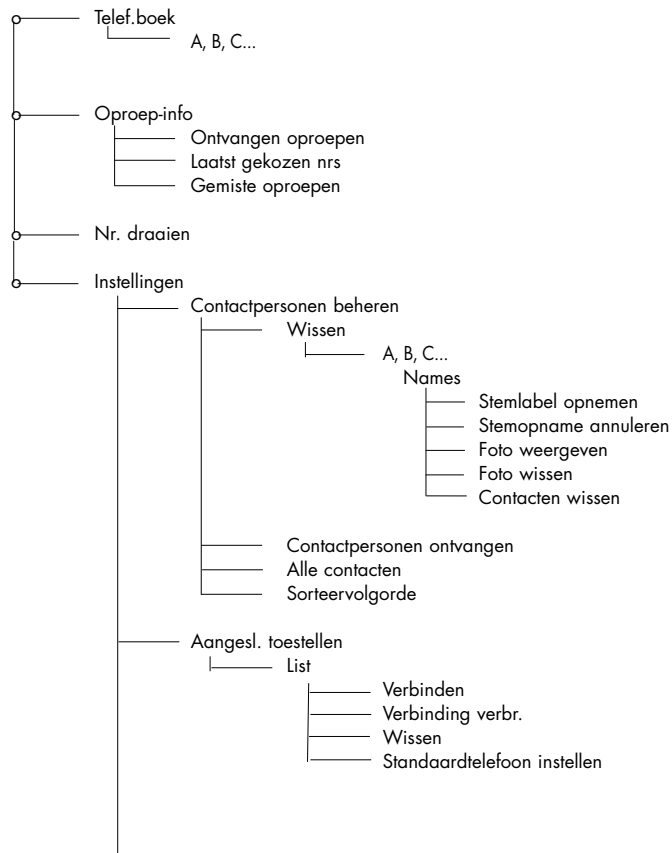 Telef.boek
A, B, C...
Oproep-info
Ontvangen oproepen
Laatst gekozen nrs
Gemiste oproepen
Nr. draaien
Instellingen
Contactpersonen beheren
Wissen
A, B, C...
Names
Stemlabel opnemen
Stemopname annuleren
Foto weergeven
Foto wissen
Contacten wissen
Contactpersonen ontvangen
Alle contacten
Sorteervolgorde
Aangesl. toestellen
List
Verbinden
Verbinding verbr.
Wissen
Standaardtelefoon instellen